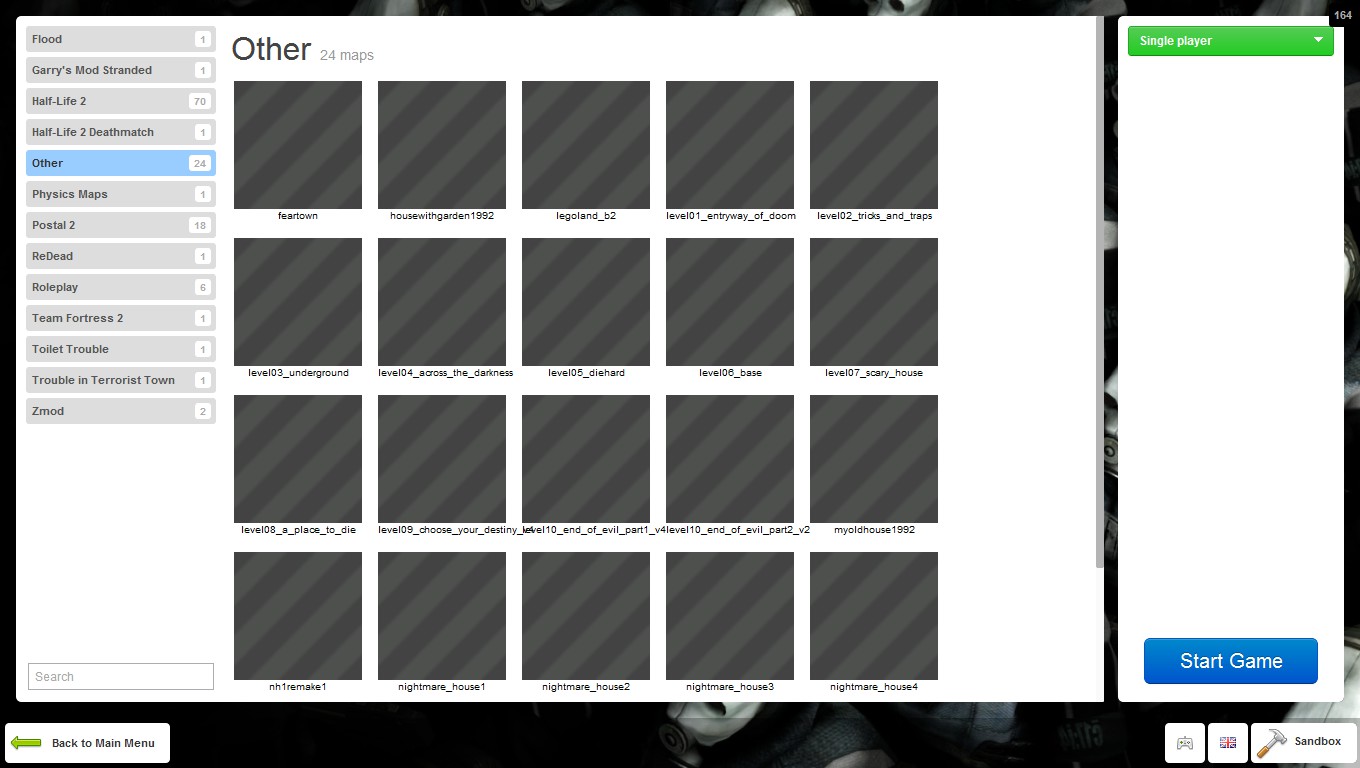 164
Flood 1
Garry's Mod Stranded 1
Half-Life 2 70
Half-Life 2 Deathmatch 1
Other 24
Physics Maps 1
Postal 2 18
ReDead 1
Roleplay 6
Team Fortress 2 1
Toilet Trouble 1
Trouble in Terrorist Town 1
Zmod 2
Search
Other 24 maps
feartown housewithgarden1992 legoland_b2 level01_entryway_of_doom level02_tricks_and_traps
level03_underground level04_across_the_darkness level05_diehard level06_base level07_scary_house
level08_a_place_to_die level09_choose_your_destiny level10_end_of_evil_part1_v4 level10_end_of_evil_part2_v2 myoldhouse1992
nh1remake1 nightmare_house1 nightmare_house2 nightmare_house3 nightmare_house4
Single player
Start Game
Back to Main Menu
Sandbox